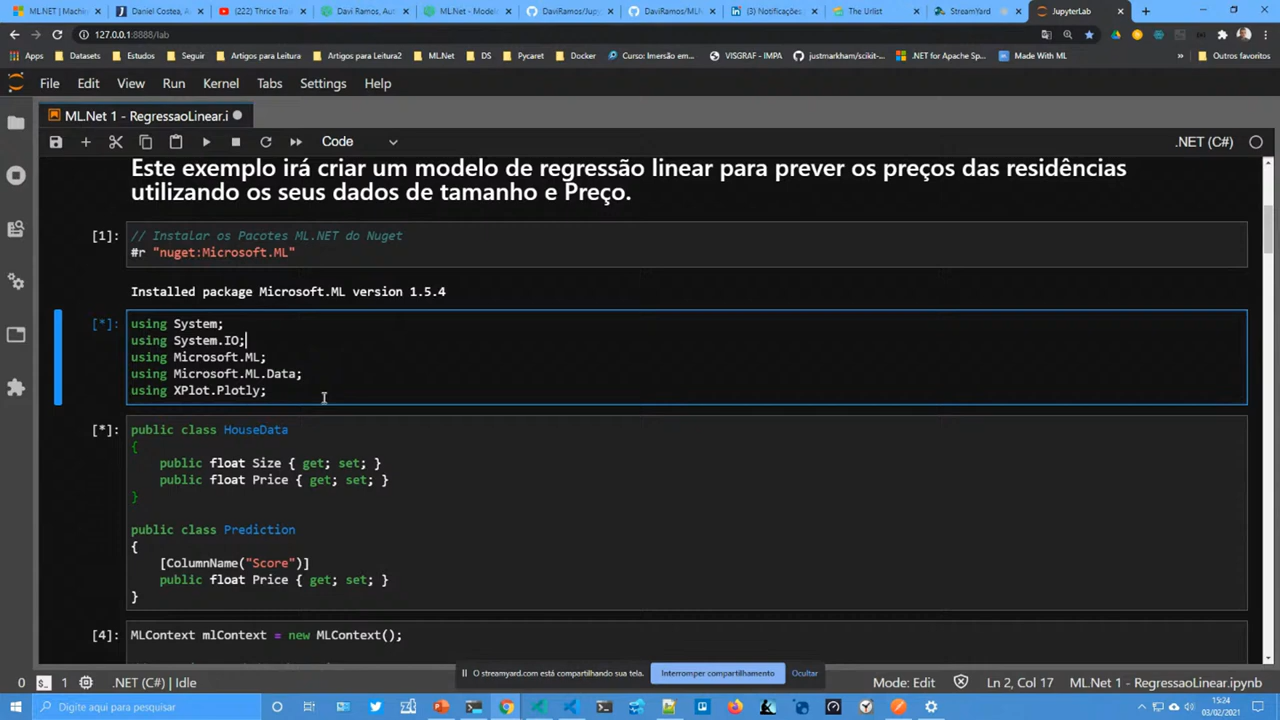 ML.NET | Machin
Daniel Costea, A
(222) Thrice Trai
Davi Ramos, Aut
ML.Net - Modelo
DaviRamos/Jupy
DaviRamos/MLN
(3) Notificações |
The Urlist
StreamYard
JupyterLab
127.0.0.1:8888/lab
Apps
Datasets
Estudos
Seguir
Artigos para Leitura
Artigos para Leitura2
MLNet
DS
Pycaret
Docker
Curso: Imersão em...
VISGRAF - IMPA
justmarkham/scikit-...
.NET for Apache Sp...
Made With ML
»
Outros favoritos
File Edit View Run Kernel Tabs Settings Help
ML.Net 1 - RegressaoLinear.i
Code
.NET (C#)
Este exemplo irá criar um modelo de regressão linear para prever os preços das residências
utilizando os seus dados de tamanho e Preço.
[1]: // Instalar os Pacotes ML.NET do Nuget
#r "nuget:Microsoft.ML"
Installed package Microsoft.ML version 1.5.4
[*]: using System;
using System.IO;
using Microsoft.ML;
using Microsoft.ML.Data;
using XPlot.Plotly;
[*]: public class HouseData
{
public float Size { get; set; }
public float Price { get; set; }
}
public class Prediction
{
[ColumnName("Score")]
public float Price { get; set; }
}
[4]: MLContext mlContext = new MLContext();
O streamyard.com está compartilhando sua tela.
Interromper compartilhamento
Ocultar
0 $_ 1 .NET (C#) | Idle
Mode: Edit
Ln 2, Col 17
ML.Net 1 - RegressaoLinear.ipynb
Digite aqui para pesquisar
15:24
03/02/2021